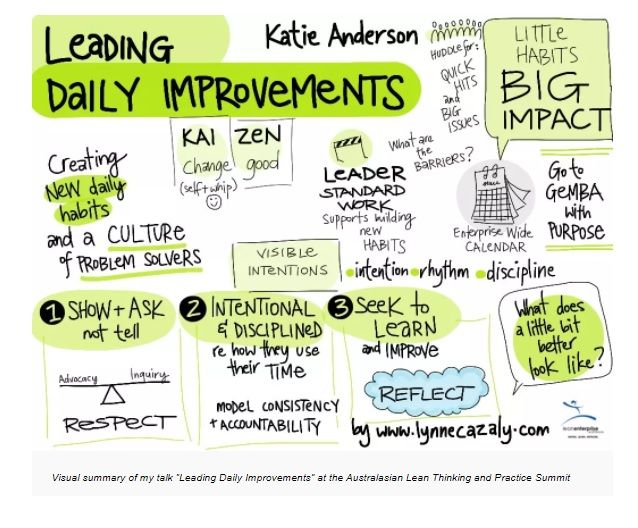 LEADING
DAILY IMPROVEMENTS
Katie Anderson
HUDDLE for:
QUICK
HITS
and
BIG
ISSUES
LITTLE
HABITS
BIG
IMPACT
KAI ZEN
change good
(self+whip)
Creating
NEW daily
habits
and a CULTURE
of PROBLEM SOLVERS
LEADER
STANDARD
WORK
supports building
new
HABITS
What are
the
BARRIERS?
Enterprise Wide
CALENDAR
Go to
GEMBA
with
PURPOSE
VISIBLE
INTENTIONS
intention rhythm discipline
1 SHOW + ASK
not tell
Advocacy Inquiry
RESPECT
2 INTENTIONAL
& DISCIPLINED
re how they use
their TIME
MODEL CONSISTENCY
+ ACCOUNTABILITY
3 Seek to
LEARN
and IMPROVE
REFLECT
What does
a little bit
better
look like?
by www.lynnecazaly.com
leanenterprise
Visual summary of my talk "Leading Daily Improvements" at the Australasian Lean Thinking and Practice Summit